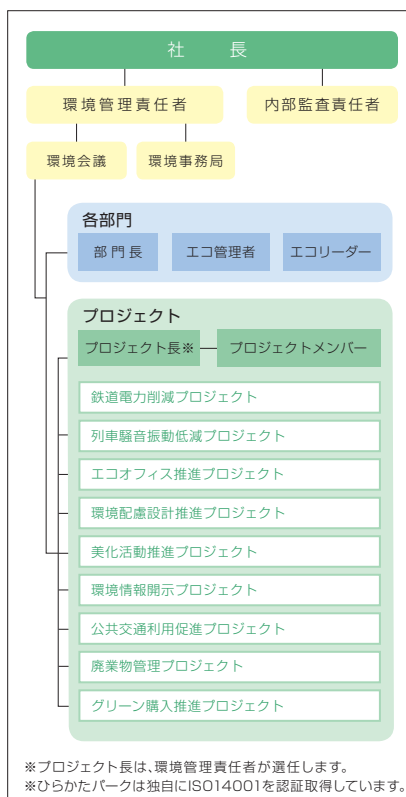 社長
環境管理責任者
内部監査責任者
環境会議
環境事務局
各部門
部門長
エコ管理者
エコリーダー
プロジェクト
プロジェクト長※
プロジェクトメンバー
鉄道電力削減プロジェクト
列車騒音振動低減プロジェクト
エコオフィス推進プロジェクト
環境配慮設計推進プロジェクト
美化活動推進プロジェクト
環境情報開示プロジェクト
公共交通利用促進プロジェクト
廃棄物管理プロジェクト
グリーン購入推進プロジェクト
※プロジェクト長は、環境管理責任者が選任します。
※ひらかたパークは独自にISO14001を認証取得しています。